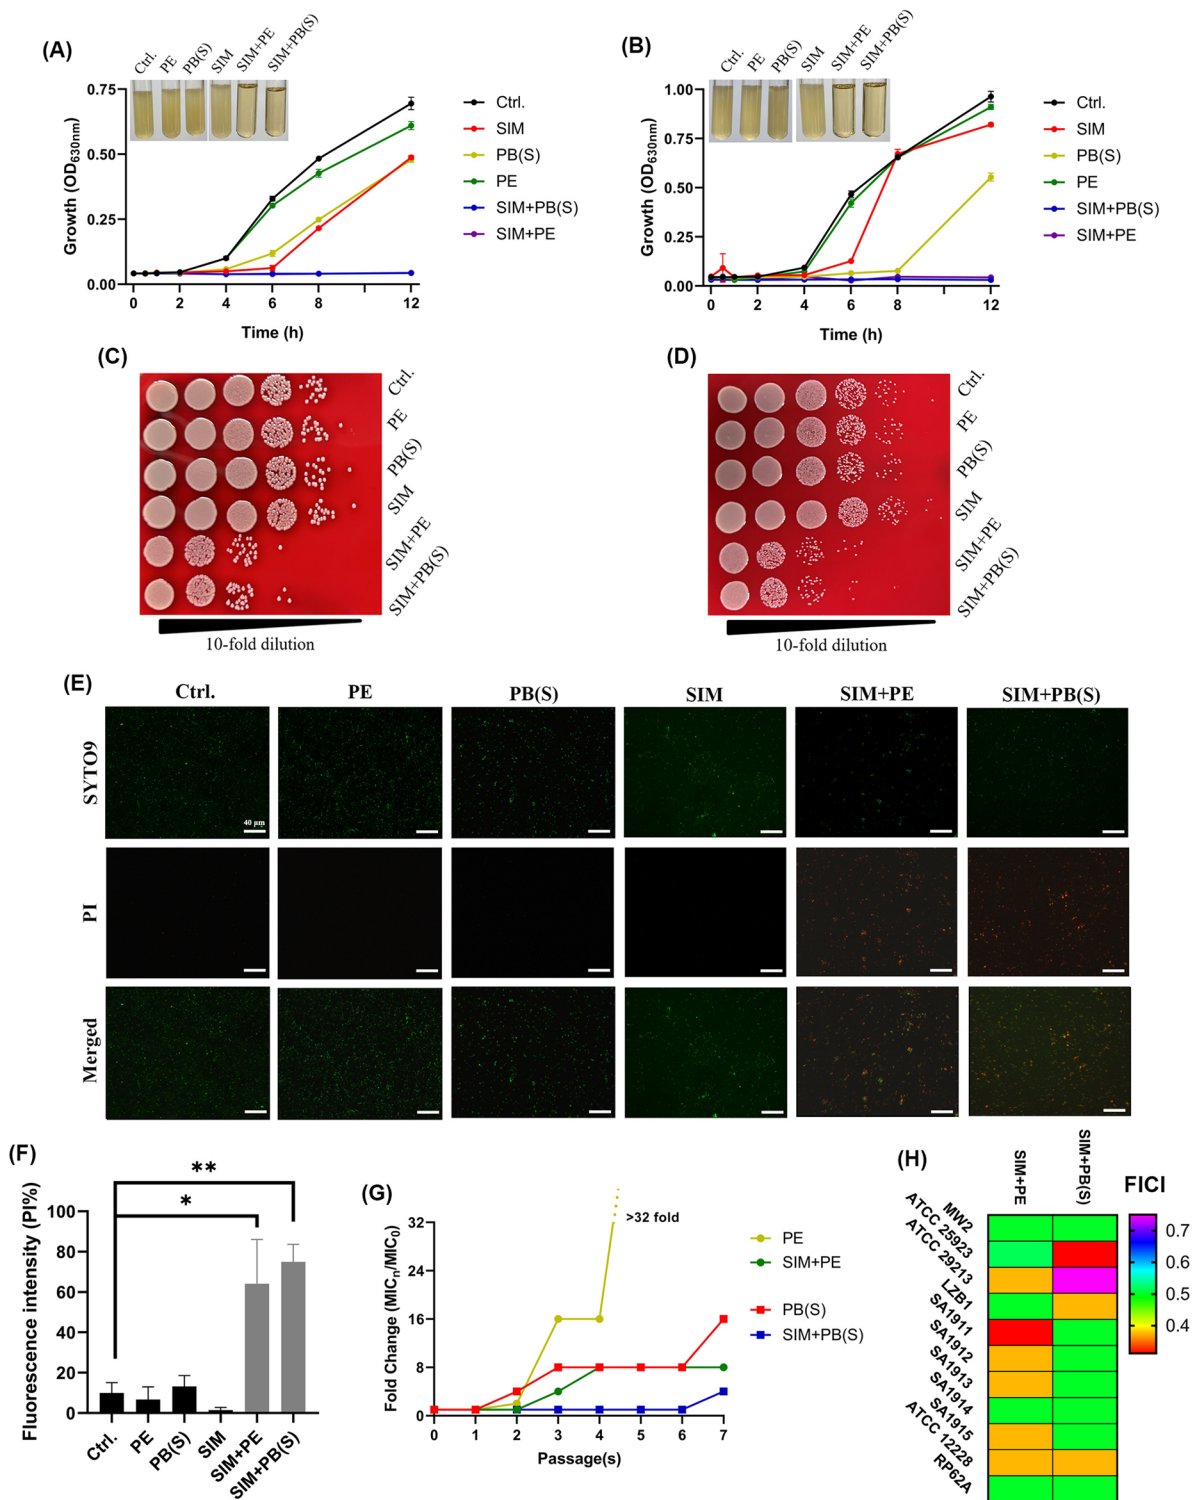 (A)
Ctrl.
PE
PB(S)
SIM
SIM+PE
SIM+PB(S)
Growth (OD630nm)
0.75
0.50
0.25
0.00
0 2 4 6 8 12
Time (h)
Ctrl.
SIM
PB(S)
PE
SIM+PB(S)
SIM+PE
(B)
Ctrl.
PE
PB(S)
SIM
SIM+PE
SIM+PB(S)
Growth (OD630nm)
1.00
0.75
0.50
0.25
0.00
0 2 4 6 8 12
Time (h)
Ctrl.
SIM
PB(S)
PE
SIM+PB(S)
SIM+PE
(C)
Ctrl.
PE
PB(S)
SIM
SIM+PE
SIM+PB(S)
10-fold dilution
(D)
Ctrl.
PE
PB(S)
SIM
SIM+PE
SIM+PB(S)
10-fold dilution
(E)
Ctrl. PE PB(S) SIM SIM+PE SIM+PB(S)
SYTO9
40 μm
PI
Merged
(F)
Fluorescence intensity (PI%)
100
80
60
40
20
0
**
*
Ctrl.
PE
PB(S)
SIM
SIM+PE
SIM+PB(S)
(G)
Fold Change (MICn/MIC0)
32
24
16
8
0
>32 fold
0 1 2 3 4 5 6 7
Passage(s)
PE
SIM+PE
PB(S)
SIM+PB(S)
(H)
SIM+PE
SIM+PB(S)
MW2
ATCC 25923
ATCC 29213
LZB1
SA1911
SA1912
SA1913
SA1914
SA1915
ATCC 12228
RP62A
FICI
0.7
0.6
0.5
0.4